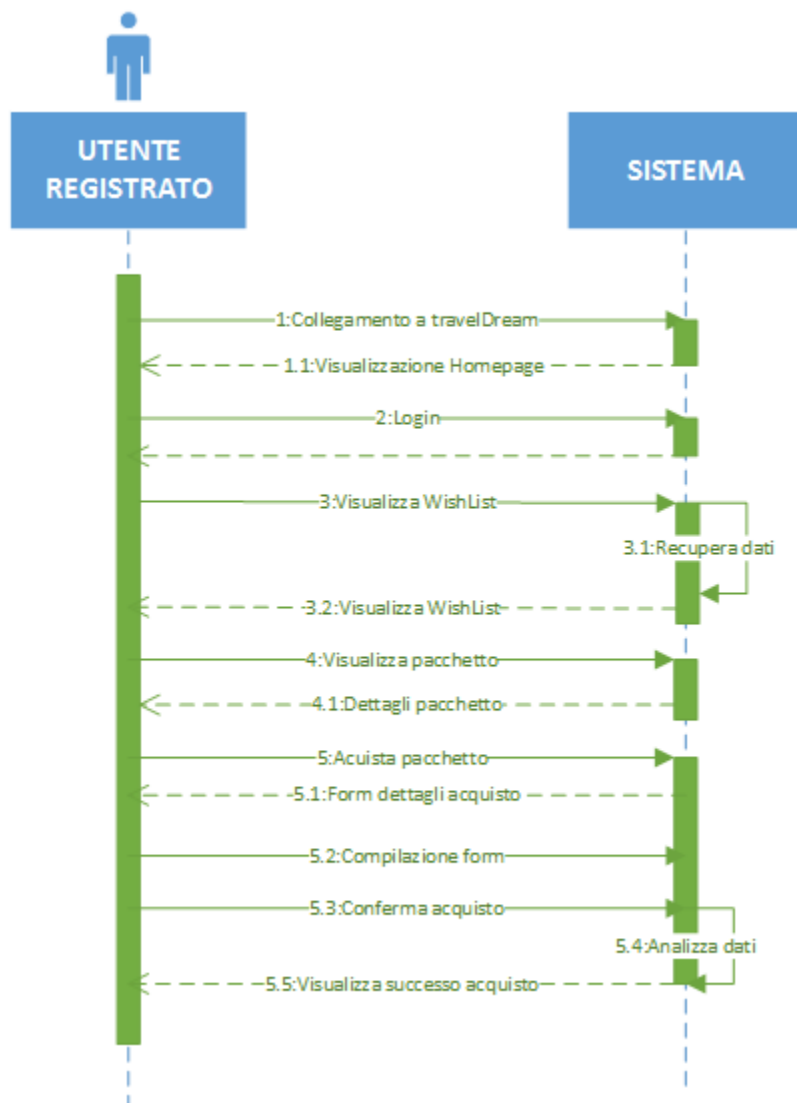 UTENTE
REGISTRATO
SISTEMA
1:Collegamento a travelDream
1.1:Visualizzazione Homepage
2:Login
3:Visualizza WishList
3.1:Recupera dati
3.2:Visualizza WishList
4:Visualizza pacchetto
4.1:Dettagli pacchetto
5:Acuista pacchetto
5.1:Form dettagli acquisto
5.2:Compilazione form
5.3:Conferma acquisto
5.4:Analizza dati
5.5:Visualizza successo acquisto